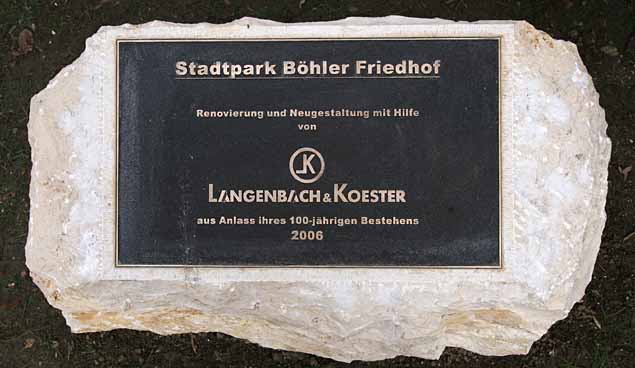 Stadtpark Böhler Friedhof
Renovierung und Neugestaltung mit Hilfe
von
LK
LANGENBACH & KOESTER
aus Anlass ihres 100-jährigen Bestehens
2006